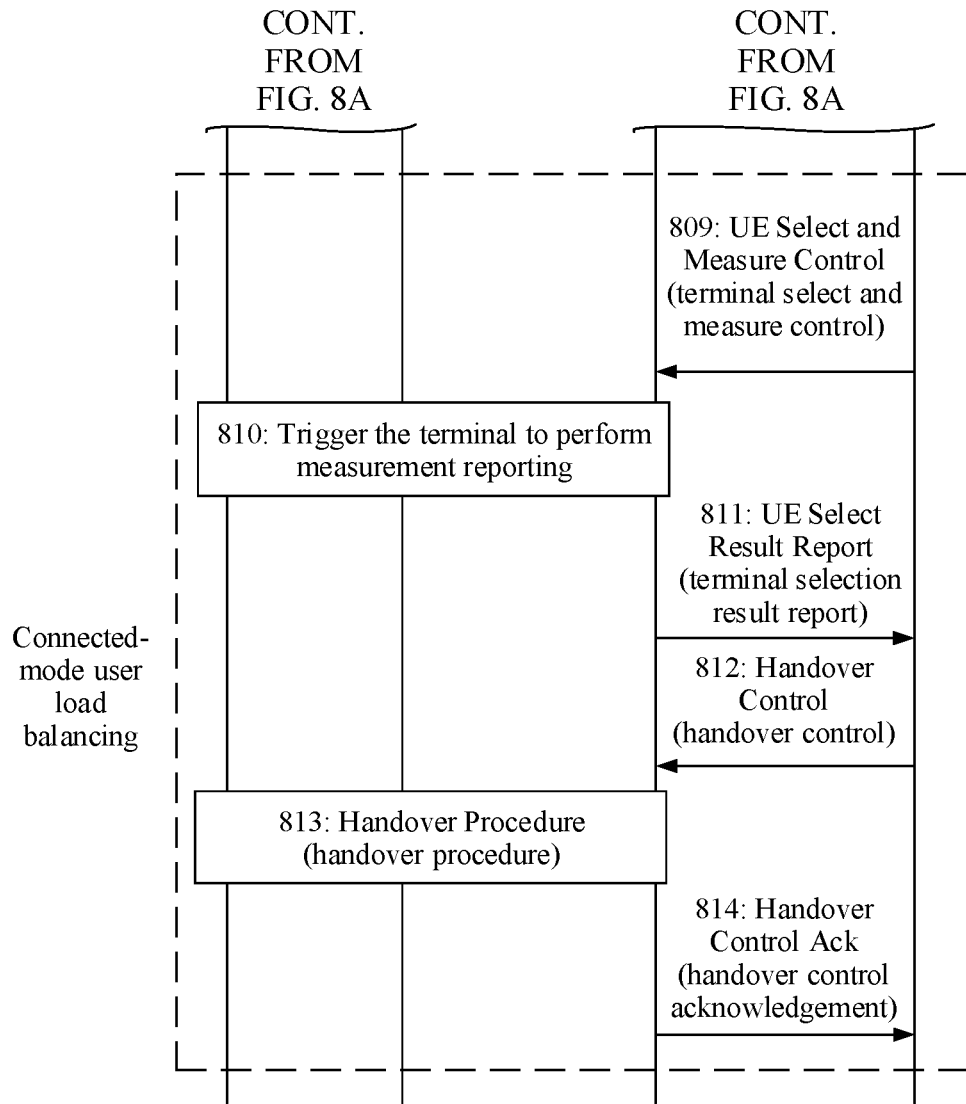 CONT.
FROM
FIG. 8A
CONT.
FROM
FIG. 8A
809: UE Select and
Measure Control
(terminal select and
measure control)
810: Trigger the terminal to perform
measurement reporting
811: UE Select
Result Report
(terminal selection
result report)
Connected-
mode user
load
balancing
812: Handover
Control
(handover control)
813: Handover Procedure
(handover procedure)
814: Handover
Control Ack
(handover control
acknowledgement)